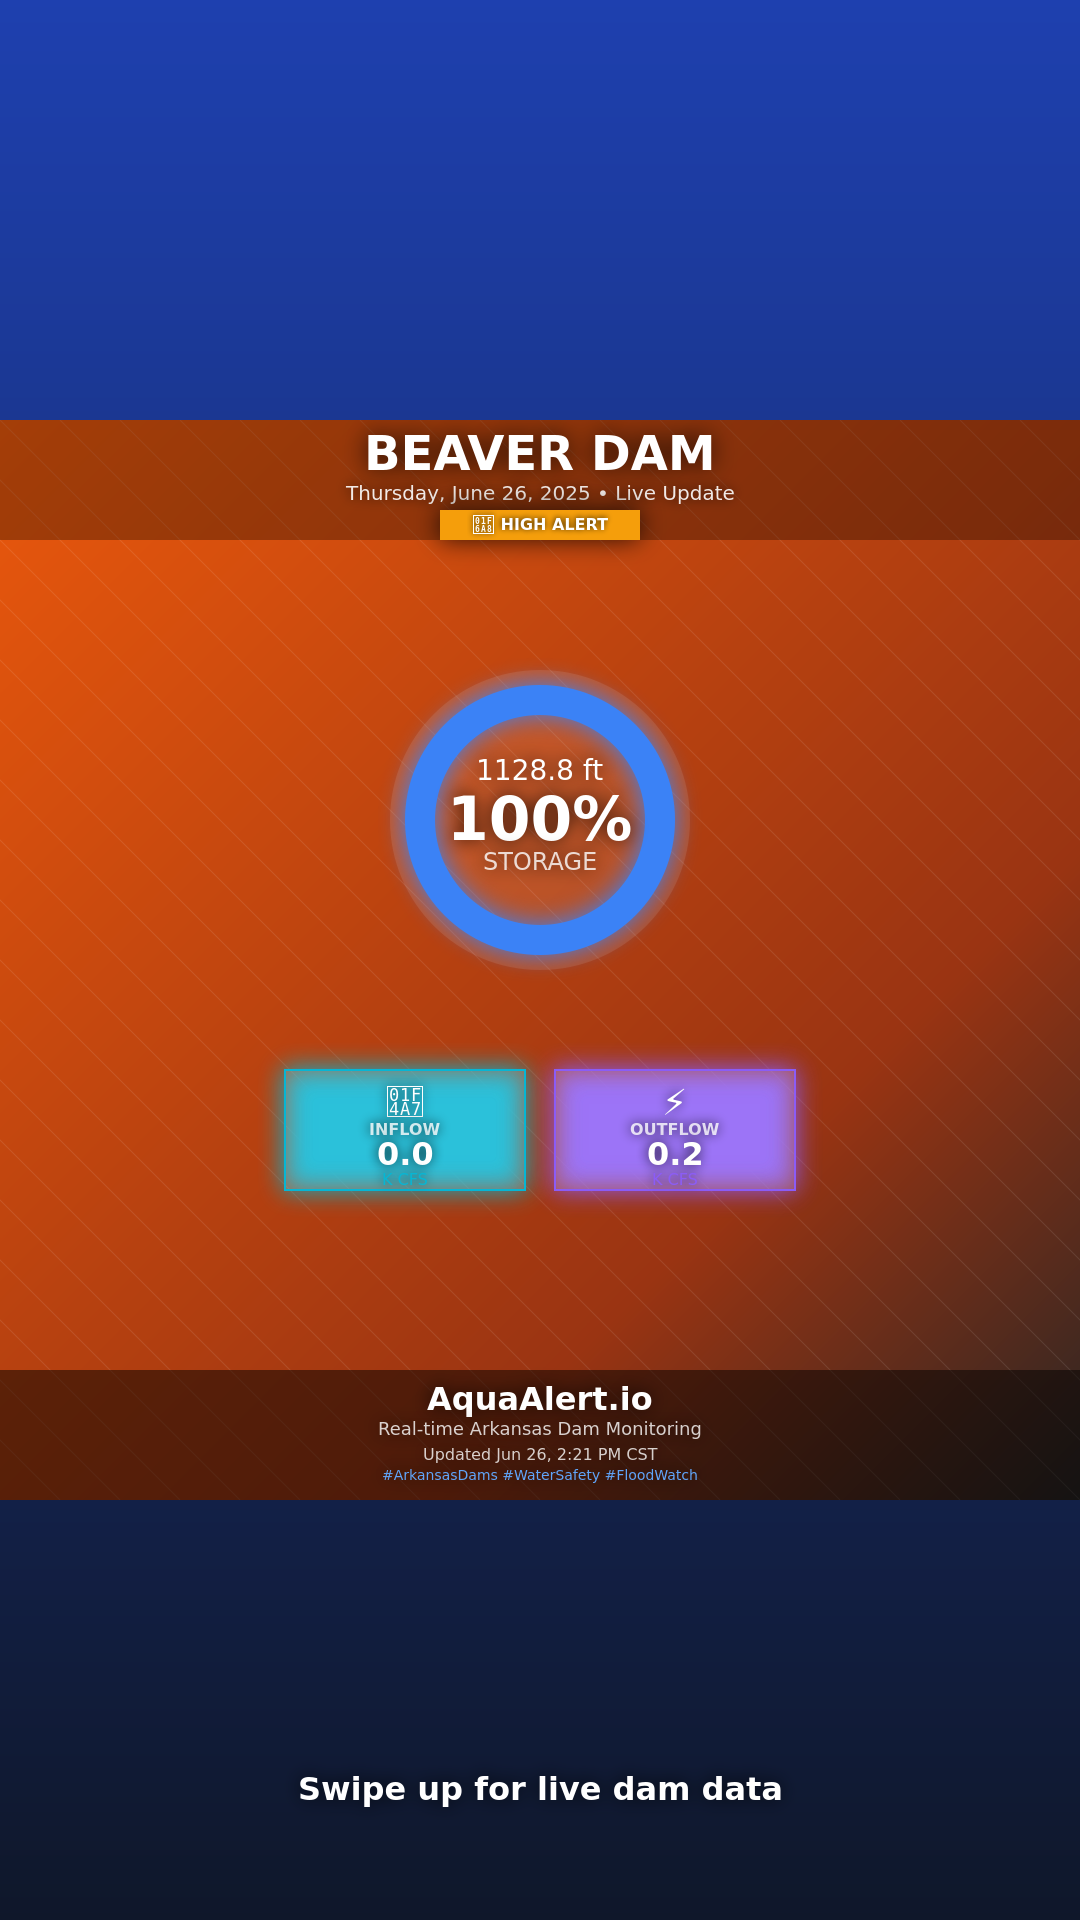 BEAVER DAM
Thursday, June 26, 2025 • Live Update
HIGH ALERT
1128.8 ft
100%
STORAGE
INFLOW
0.0
K CFS
⚡
OUTFLOW
0.2
K CFS
AquaAlert.io
Real-time Arkansas Dam Monitoring
Updated Jun 26, 2:21 PM CST
#ArkansasDams #WaterSafety #FloodWatch
Swipe up for live dam data